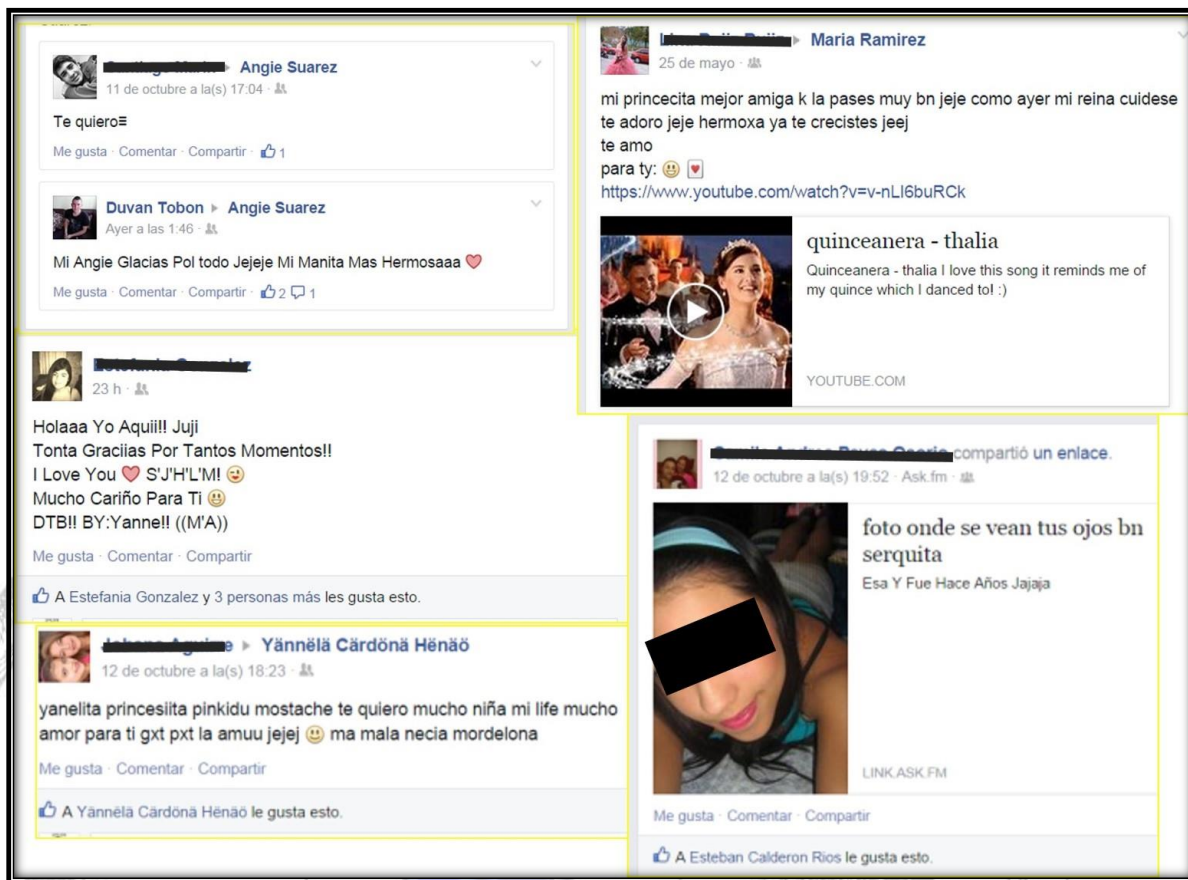 Angie Suarez
11 de octubre a la(s) 17:04
Te quiero≡
Me gusta · Comentar · Compartir · 1
Duvan Tobon ▸ Angie Suarez
Ayer a las 1:46
Mi Angie Glacias Pol todo Jejeje Mi Manita Mas Hermosaaa ❤
Me gusta · Comentar · Compartir · 2 1
Maria Ramirez
25 de mayo
mi princecita mejor amiga k la pases muy bn jeje como ayer mi reina cuidese
te adoro jeje hermoxa ya te crecistes jeej
te amo
para ty: 😃 💌
https://www.youtube.com/watch?v=v-nLI6buRCk
quinceanera - thalia
Quinceanera - thalia I love this song it reminds me of
my quince which I danced to! :)
YOUTUBE.COM
23 h
Holaaa Yo Aquii!! Juji
Tonta Graciias Por Tantos Momentos!!
I Love You ❤ S'J'H'L'M! 😉
Mucho Cariño Para Ti 😃
DTB!! BY:Yanne!! ((M'A))
Me gusta · Comentar · Compartir
A Estefania Gonzalez y 3 personas más les gusta esto.
▸ Yännëlä Cärdönä Hënäö
12 de octubre a la(s) 18:23
yanelita princesiita pinkidu mostache te quiero mucho niña mi life mucho
amor para ti gxt pxt la amuu jejej 😃 ma mala necia mordelona
Me gusta · Comentar · Compartir
A Yännëlä Cärdönä Hënäö le gusta esto.
compartió un enlace.
12 de octubre a la(s) 19:52 · Ask.fm
foto onde se vean tus ojos bn
serquita
Esa Y Fue Hace Años Jajaja
LINK.ASK.FM
Me gusta · Comentar · Compartir
A Esteban Calderon Rios le gusta esto.